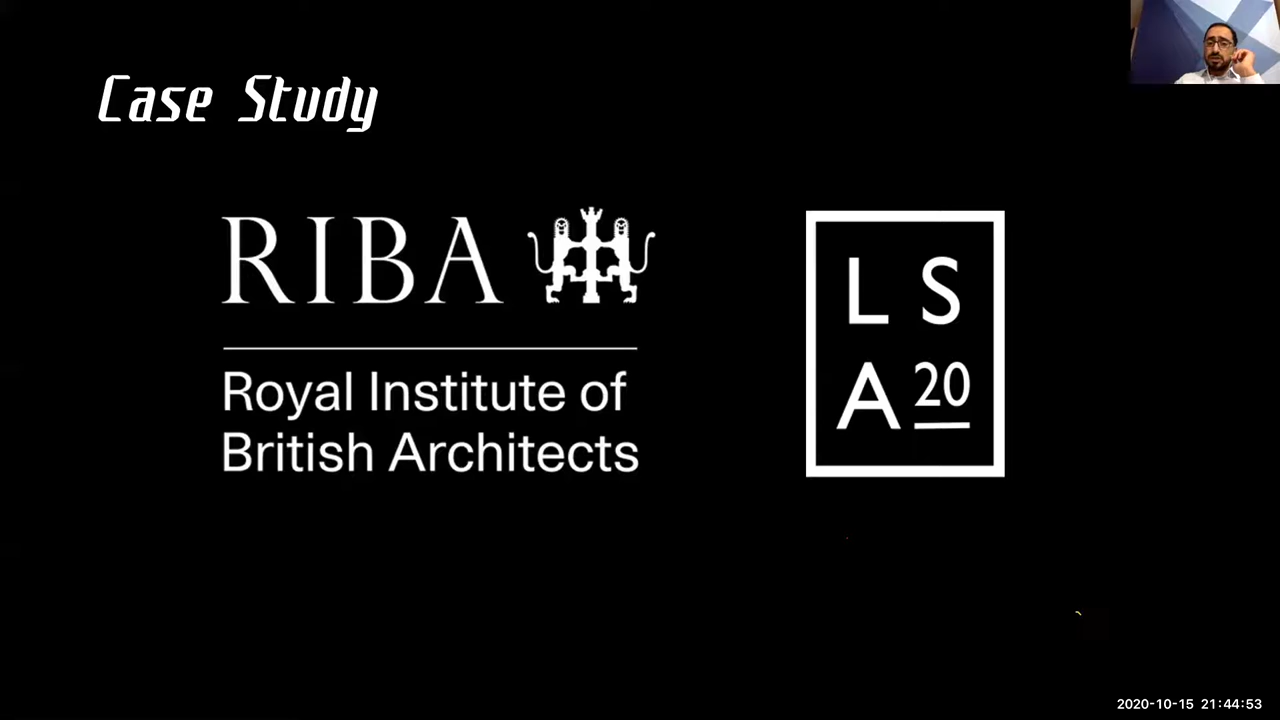 Case Study
RIBA
Royal Institute of
British Architects
L S
A 20
2020-10-15 21:44:53